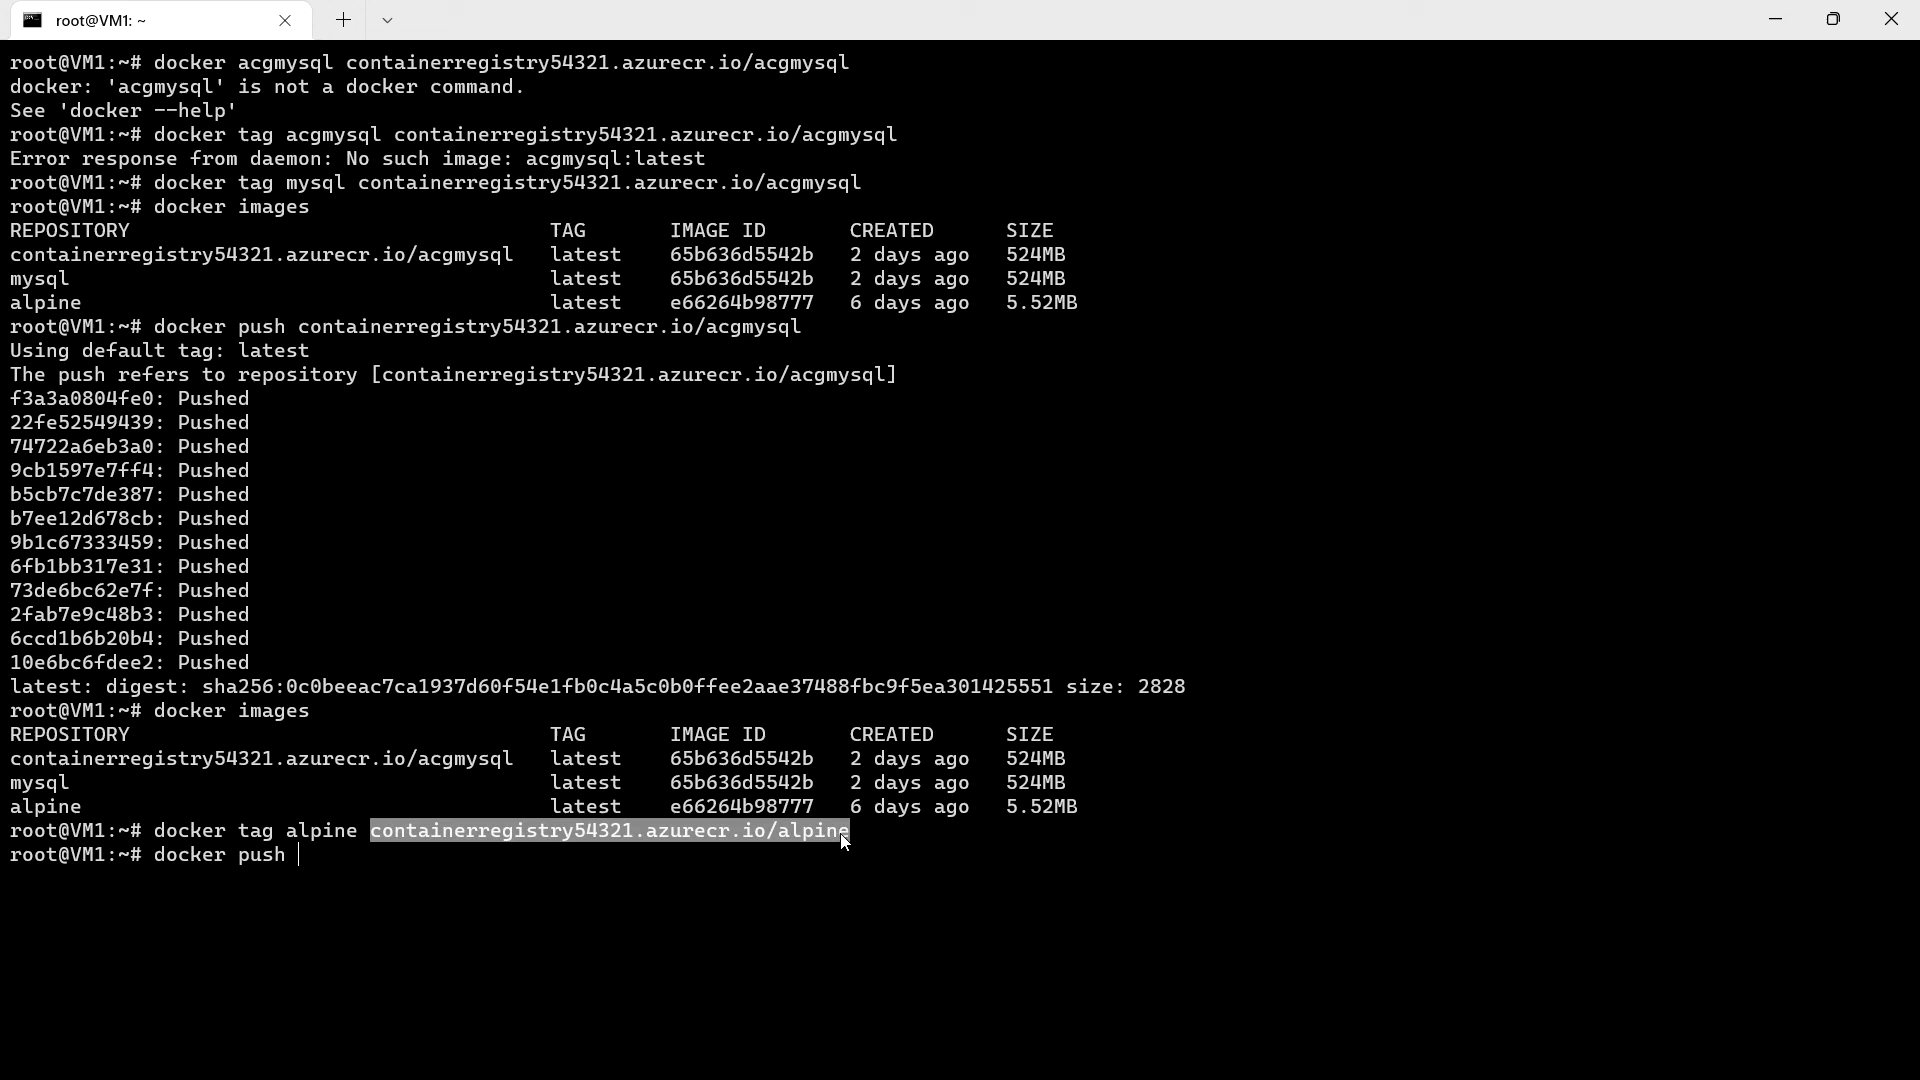 root@VM1: ~
root@VM1:~# docker acgmysql containerregistry54321.azurecr.io/acgmysql
docker: 'acgmysql' is not a docker command.
See 'docker --help'
root@VM1:~# docker tag acgmysql containerregistry54321.azurecr.io/acgmysql
Error response from daemon: No such image: acgmysql:latest
root@VM1:~# docker tag mysql containerregistry54321.azurecr.io/acgmysql
root@VM1:~# docker images
REPOSITORY TAG IMAGE ID CREATED SIZE
containerregistry54321.azurecr.io/acgmysql latest 65b636d5542b 2 days ago 524MB
mysql latest 65b636d5542b 2 days ago 524MB
alpine latest e66264b98777 6 days ago 5.52MB
root@VM1:~# docker push containerregistry54321.azurecr.io/acgmysql
Using default tag: latest
The push refers to repository [containerregistry54321.azurecr.io/acgmysql]
f3a3a0804fe0: Pushed
22fe52549439: Pushed
74722a6eb3a0: Pushed
9cb1597e7ff4: Pushed
b5cb7c7de387: Pushed
b7ee12d678cb: Pushed
9b1c67333459: Pushed
6fb1bb317e31: Pushed
73de6bc62e7f: Pushed
2fab7e9c48b3: Pushed
6ccd1b6b20b4: Pushed
10e6bc6fdee2: Pushed
latest: digest: sha256:0c0beeac7ca1937d60f54e1fb0c4a5c0b0ffee2aae37488fbc9f5ea301425551 size: 2828
root@VM1:~# docker images
REPOSITORY TAG IMAGE ID CREATED SIZE
containerregistry54321.azurecr.io/acgmysql latest 65b636d5542b 2 days ago 524MB
mysql latest 65b636d5542b 2 days ago 524MB
alpine latest e66264b98777 6 days ago 5.52MB
root@VM1:~# docker tag alpine containerregistry54321.azurecr.io/alpine
root@VM1:~# docker push